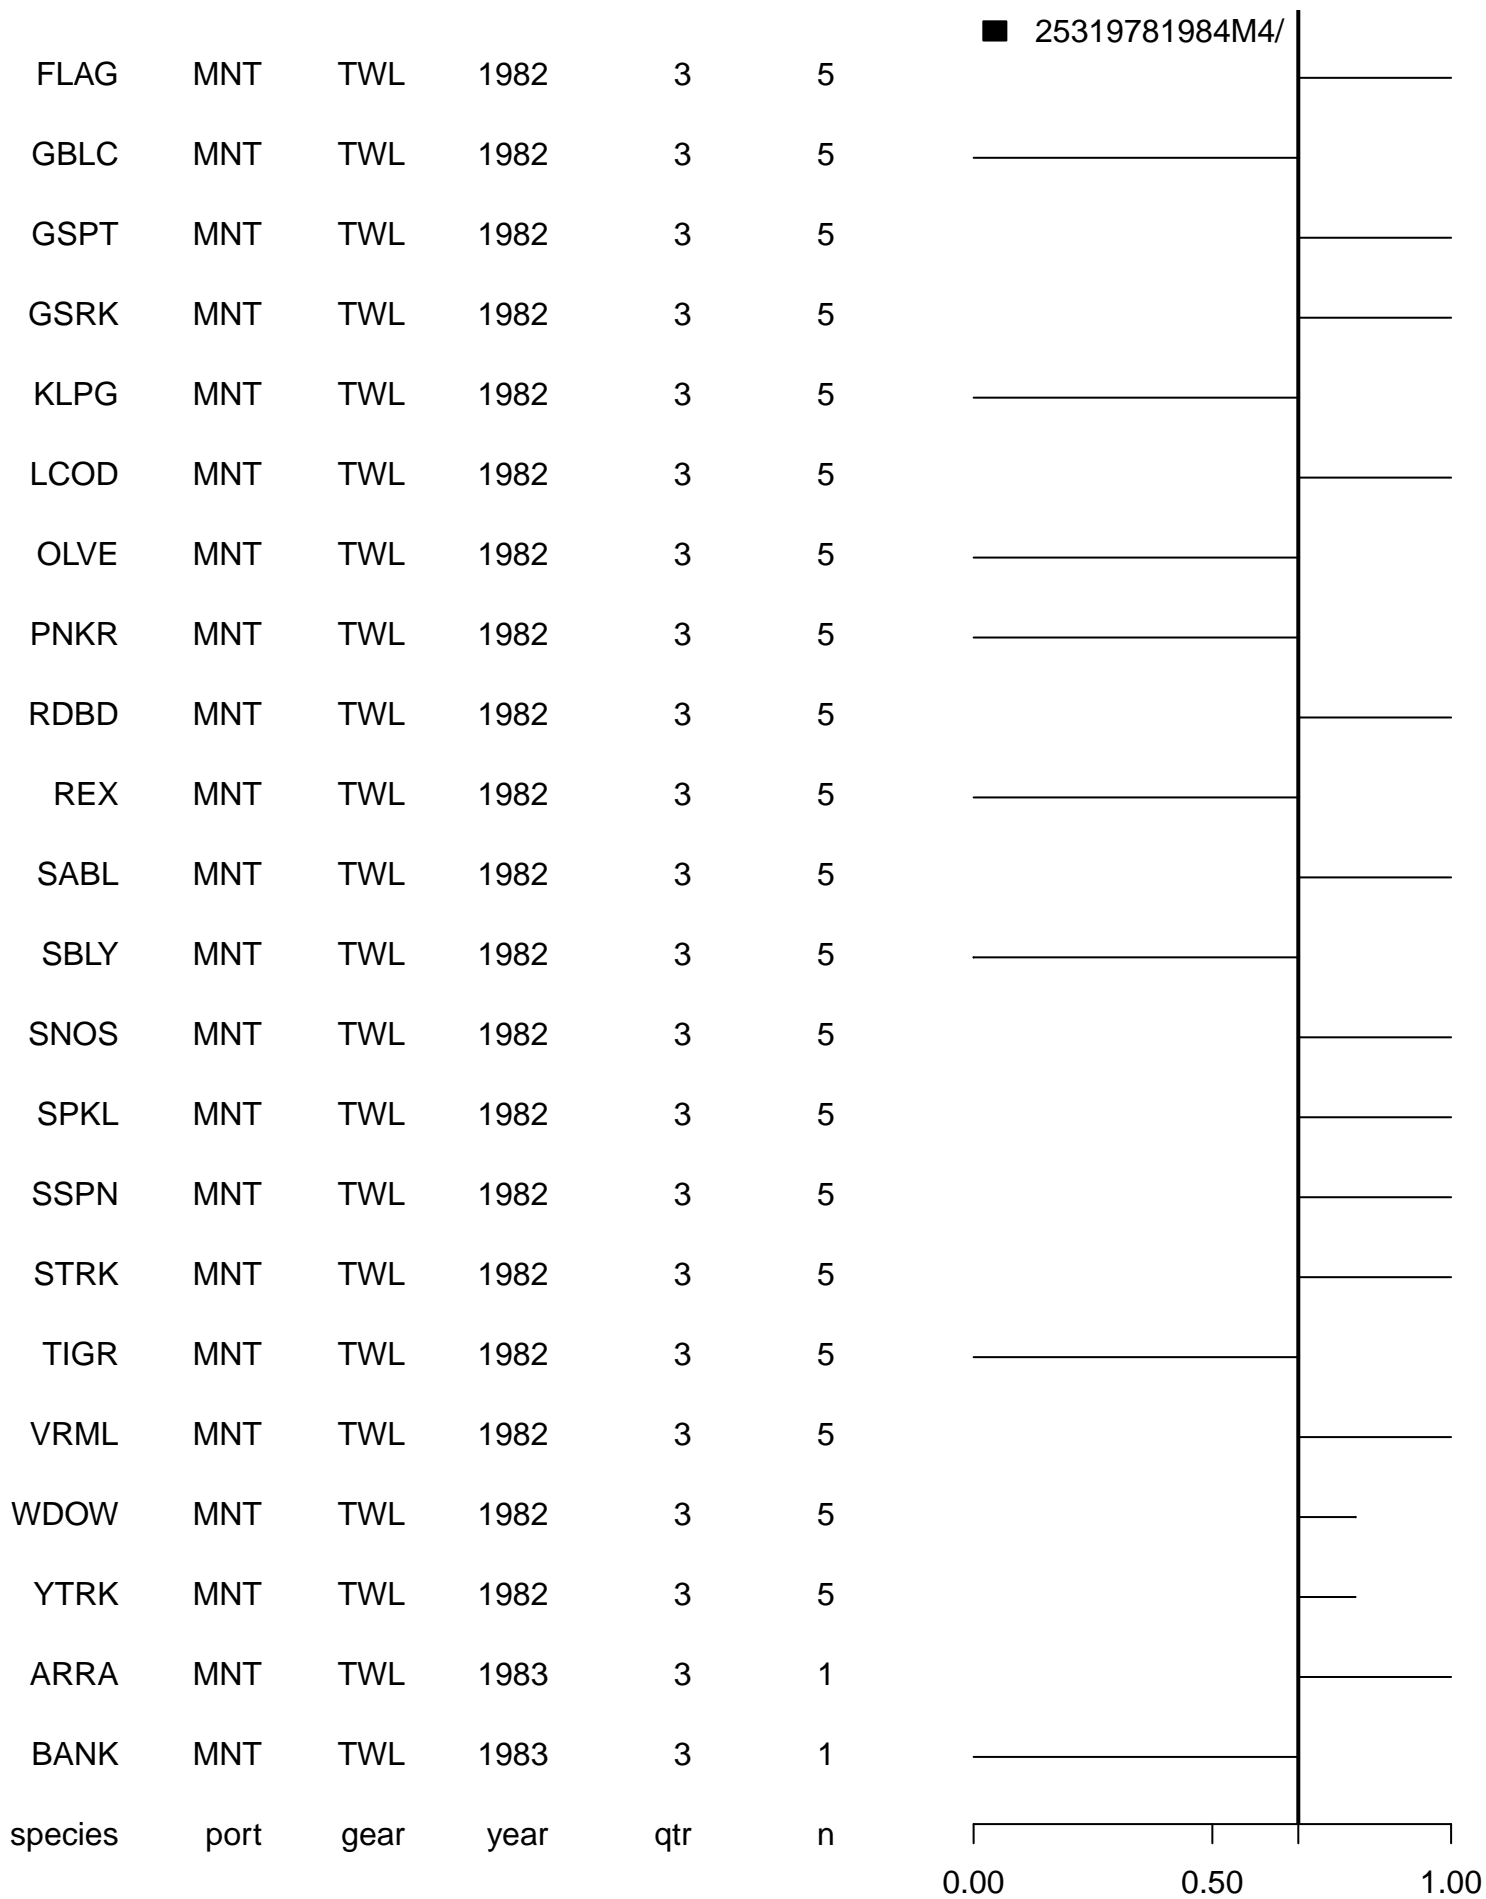 25319781984M4/
FLAG MNT TWL 1982 3 5
GBLC MNT TWL 1982 3 5
GSPT MNT TWL 1982 3 5
GSRK MNT TWL 1982 3 5
KLPG MNT TWL 1982 3 5
LCOD MNT TWL 1982 3 5
OLVE MNT TWL 1982 3 5
PNKR MNT TWL 1982 3 5
RDBD MNT TWL 1982 3 5
REX MNT TWL 1982 3 5
SABL MNT TWL 1982 3 5
SBLY MNT TWL 1982 3 5
SNOS MNT TWL 1982 3 5
SPKL MNT TWL 1982 3 5
SSPN MNT TWL 1982 3 5
STRK MNT TWL 1982 3 5
TIGR MNT TWL 1982 3 5
VRML MNT TWL 1982 3 5
WDOW MNT TWL 1982 3 5
YTRK MNT TWL 1982 3 5
ARRA MNT TWL 1983 3 1
BANK MNT TWL 1983 3 1
species port gear year qtr n
0.00 0.50 1.00